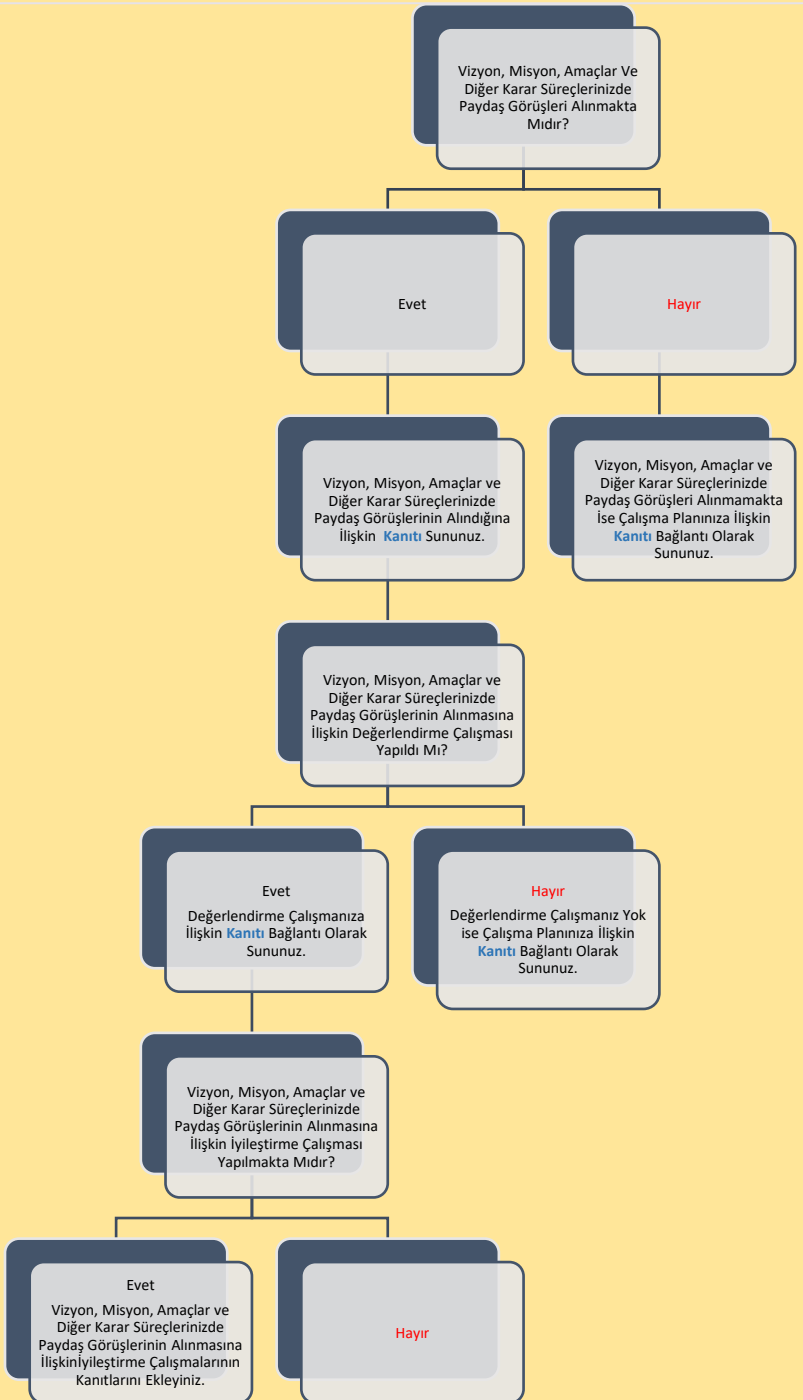 Vizyon, Misyon, Amaçlar Ve
Diğer Karar Süreçlerinizde
Paydaş Görüşleri Alınmakta
Mıdır?
Evet
Hayır
Vizyon, Misyon, Amaçlar ve
Diğer Karar Süreçlerinizde
Paydaş Görüşlerinin Alındığına
İlişkin Kanıtı Sununuz.
Vizyon, Misyon, Amaçlar ve
Diğer Karar Süreçlerinizde
Paydaş Görüşleri Alınmamakta
İse Çalışma Planınıza İlişkin
Kanıtı Bağlantı Olarak
Sununuz.
Vizyon, Misyon, Amaçlar ve
Diğer Karar Süreçlerinizde
Paydaş Görüşlerinin Alınmasına
İlişkin Değerlendirme Çalışması
Yapıldı Mı?
Evet
Değerlendirme Çalışmanıza
İlişkin Kanıtı Bağlantı Olarak
Sununuz.
Hayır
Değerlendirme Çalışmanız Yok
ise Çalışma Planınıza İlişkin
Kanıtı Bağlantı Olarak
Sununuz.
Vizyon, Misyon, Amaçlar ve
Diğer Karar Süreçlerinizde
Paydaş Görüşlerinin Alınmasına
İlişkin İyileştirme Çalışması
Yapılmakta Mıdır?
Evet
Vizyon, Misyon, Amaçlar ve
Diğer Karar Süreçlerinizde
Paydaş Görüşlerinin Alınmasına
İlişkinİyileştirme Çalışmalarının
Kanıtlarını Ekleyiniz.
Hayır